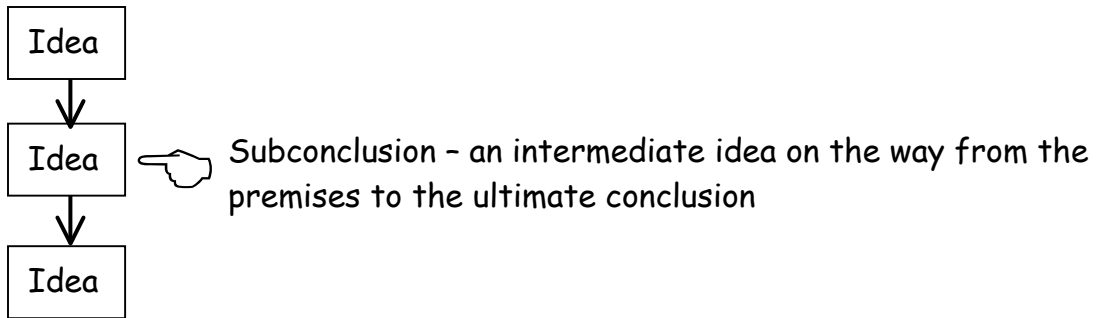 Idea
Idea
Subconclusion – an intermediate idea on the way from the
premises to the ultimate conclusion
Idea